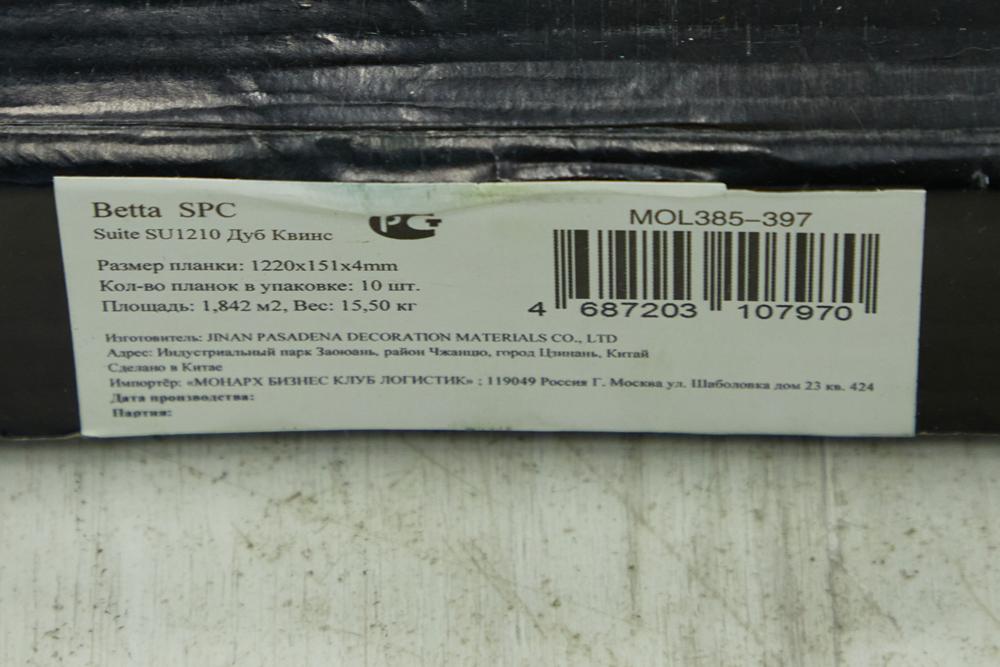 Betta SPC
Suite SU1210 Дуб Квинс
РСТ
Размер планки: 1220x151x4mm
Кол-во планок в упаковке: 10 шт.
Площадь: 1,842 м2, Вес: 15,50 кг
MOL385-397
4 687203 107970
Изготовитель: JINAN PASADENA DECORATION MATERIALS CO., LTD
Адрес: Индустриальный парк Заоюань, район Чжанцю, город Цзинань, Китай
Сделано в Китае
Импортёр: «МОНАРХ БИЗНЕС КЛУБ ЛОГИСТИК» ; 119049 Россия Г. Москва ул. Шаболовка дом 23 кв. 424
Дата производства:
Партия: